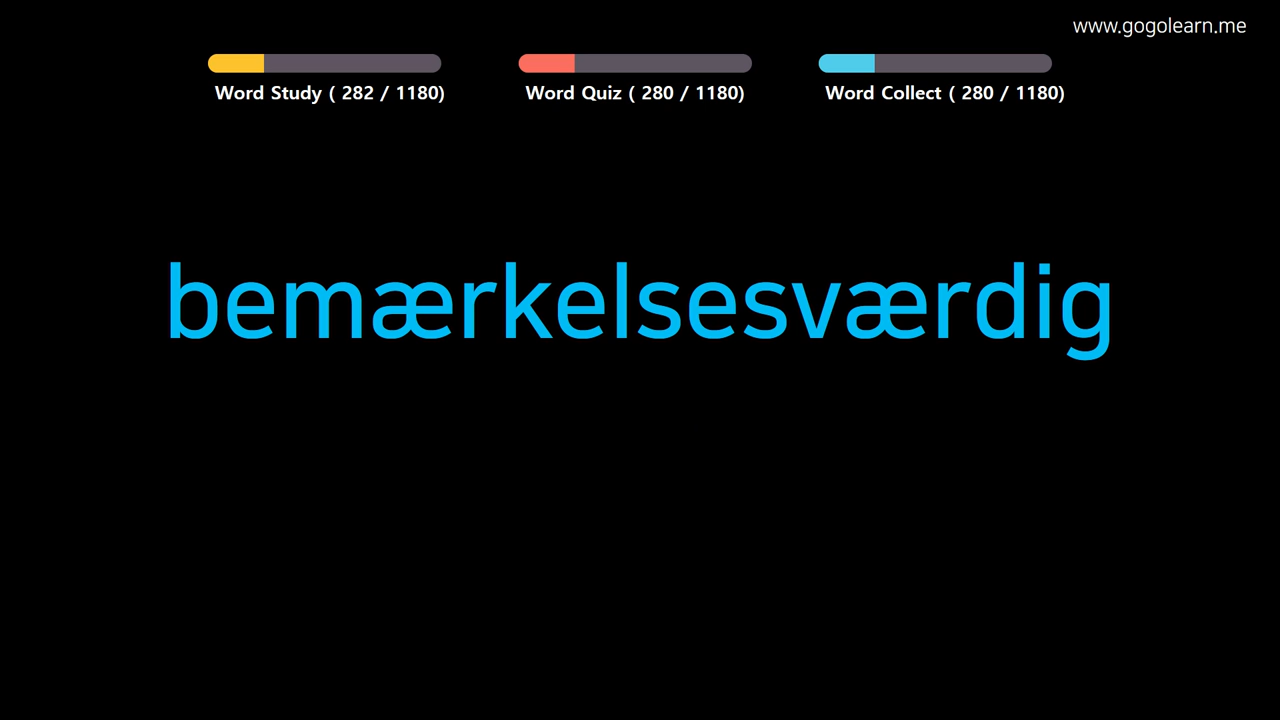 www.gogolearn.me
Word Study ( 282 / 1180)
Word Quiz ( 280 / 1180)
Word Collect ( 280 / 1180)
bemærkelsesværdig